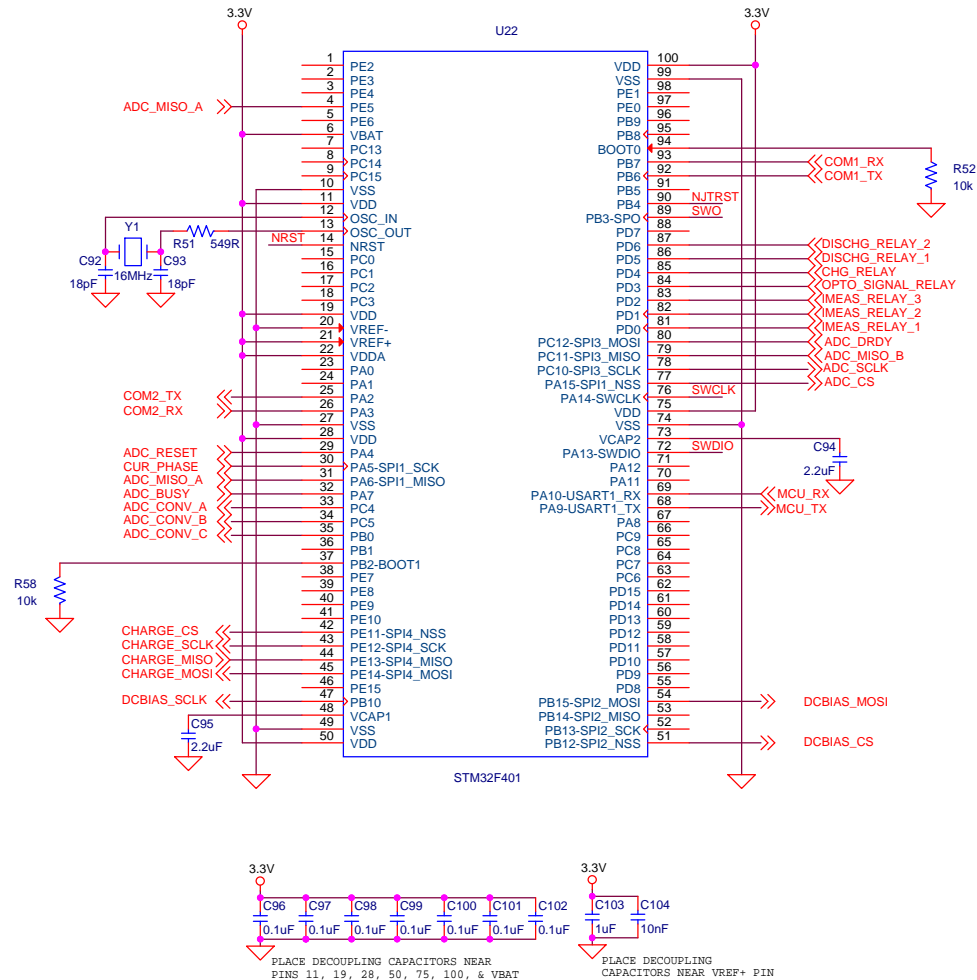 3.3V
3.3V
U22
1 PE2
2 PE3
3 PE4
ADC_MISO_A 4 PE5
5 PE6
6 VBAT
7 PC13
8 PC14
9 PC15
10 VSS
11 VDD
12 OSC_IN
13 OSC_OUT
NRST 14 NRST
15 PC0
16 PC1
17 PC2
18 PC3
19 VDD
20 VREF-
21 VREF+
22 VDDA
23 PA0
24 PA1
COM2_TX 25 PA2
COM2_RX 26 PA3
27 VSS
28 VDD
ADC_RESET 29 PA4
CUR_PHASE 30 PA5-SPI1_SCK
ADC_MISO_A 31 PA6-SPI1_MISO
ADC_BUSY 32 PA7
ADC_CONV_A 33 PC4
ADC_CONV_B 34 PC5
ADC_CONV_C 35 PB0
36 PB1
37 PB2-BOOT1
38 PE7
39 PE8
40 PE9
41 PE10
CHARGE_CS 42 PE11-SPI4_NSS
CHARGE_SCLK 43 PE12-SPI4_SCK
CHARGE_MISO 44 PE13-SPI4_MISO
CHARGE_MOSI 45 PE14-SPI4_MOSI
46 PE15
DCBIAS_SCLK 47 PB10
48 VCAP1
49 VSS
50 VDD
Y1
R51 549R
C92
18pF
16MHz
C93
18pF
R58
10k
C95
2.2uF
VDD 100
VSS 99
PE1 98
PE0 97
PB9 96
PB8 95
BOOT0 94
PB7 93 COM1_RX
PB6 92 COM1_TX
PB5 91
PB4 90 NJTRST
PB3-SPO 89 SWO
PD7 88
PD6 87 DISCHG_RELAY_2
PD5 86 DISCHG_RELAY_1
PD4 85 CHG_RELAY
PD3 84 OPTO_SIGNAL_RELAY
PD2 83 IMEAS_RELAY_3
PD1 82 IMEAS_RELAY_2
PD0 81 IMEAS_RELAY_1
PC12-SPI3_MOSI 80 ADC_DRDY
PC11-SPI3_MISO 79 ADC_MISO_B
PC10-SPI3_SCLK 78 ADC_SCLK
PA15-SPI1_NSS 77 ADC_CS
PA14-SWCLK 76 SWCLK
VDD 75
VSS 74
VCAP2 73
PA13-SWDIO 72 SWDIO
PA12 71
PA11 70
PA10-USART1_RX 69 MCU_RX
PA9-USART1_TX 68 MCU_TX
PA8 67
PC9 66
PC8 65
PC7 64
PC6 63
PD15 62
PD14 61
PD13 60
PD12 59
PD11 58
PD10 57
PD9 56
PD8 55
PB15-SPI2_MOSI 54 DCBIAS_MOSI
PB14-SPI2_MISO 53
PB13-SPI2_SCK 52
PB12-SPI2_NSS 51 DCBIAS_CS
R52
10k
C94
2.2uF
STM32F401
3.3V
C96 C97 C98 C99 C100 C101 C102
0.1uF 0.1uF 0.1uF 0.1uF 0.1uF 0.1uF 0.1uF
PLACE DECOUPLING CAPACITORS NEAR
PINS 11, 19, 28, 50, 75, 100, & VBAT
3.3V
C103 C104
1uF 10nF
PLACE DECOUPLING
CAPACITORS NEAR VREF+ PIN